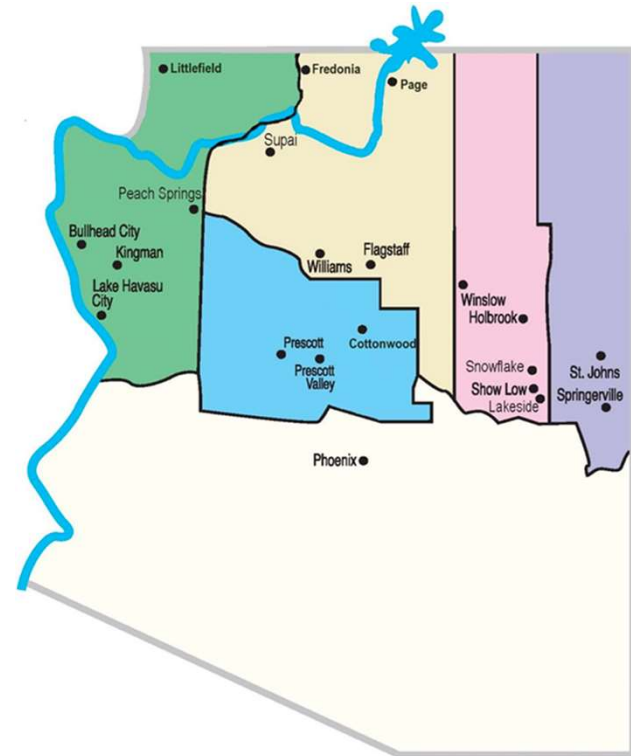 Littlefield
Fredonia
Page
Supai
Peach Springs
Bullhead City
Kingman
Lake Havasu
City
Williams
Flagstaff
Winslow
Holbrook
Prescott
Prescott
Valley
Cottonwood
Snowflake
Show Low
Lakeside
St. Johns
Springerville
Phoenix